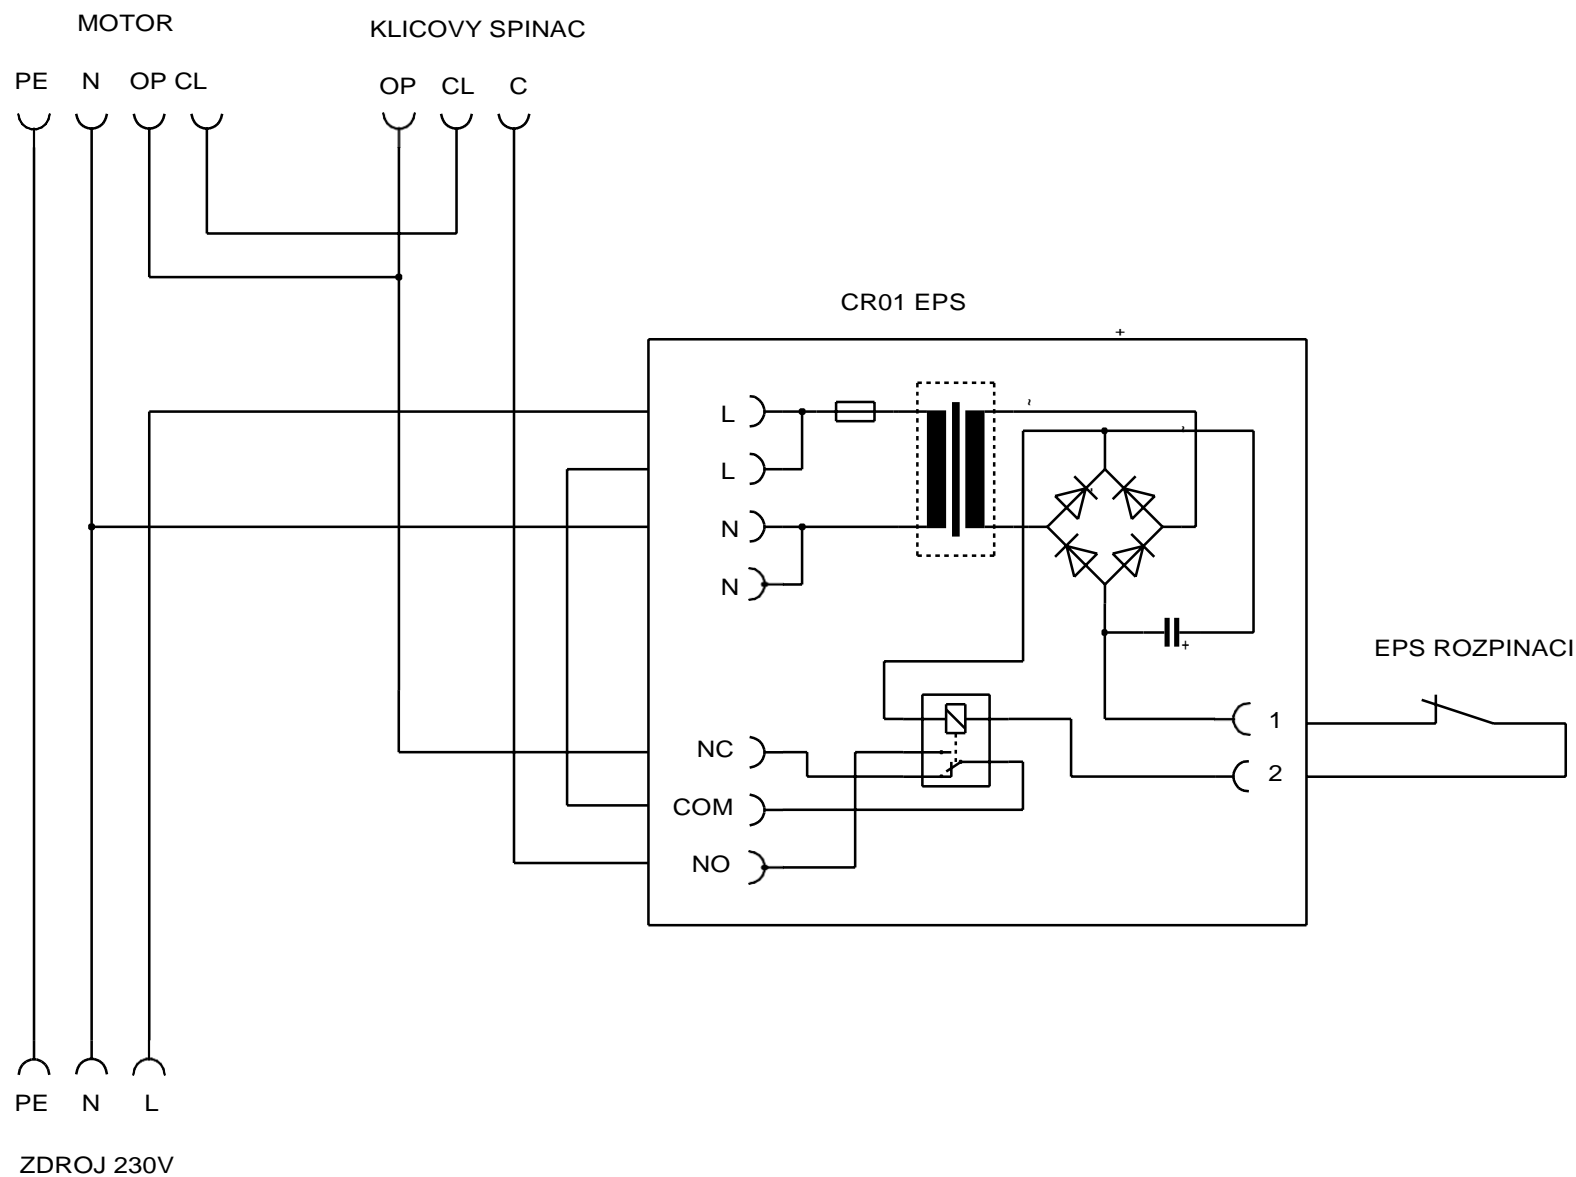 MOTOR
KLICOVY SPINAC
PE N OP CL
OP CL C
CR01 EPS
+
L
~
~
L
N
N
+
EPS ROZPINACI
1
NC
2
COM
NO
PE N L
ZDROJ 230V